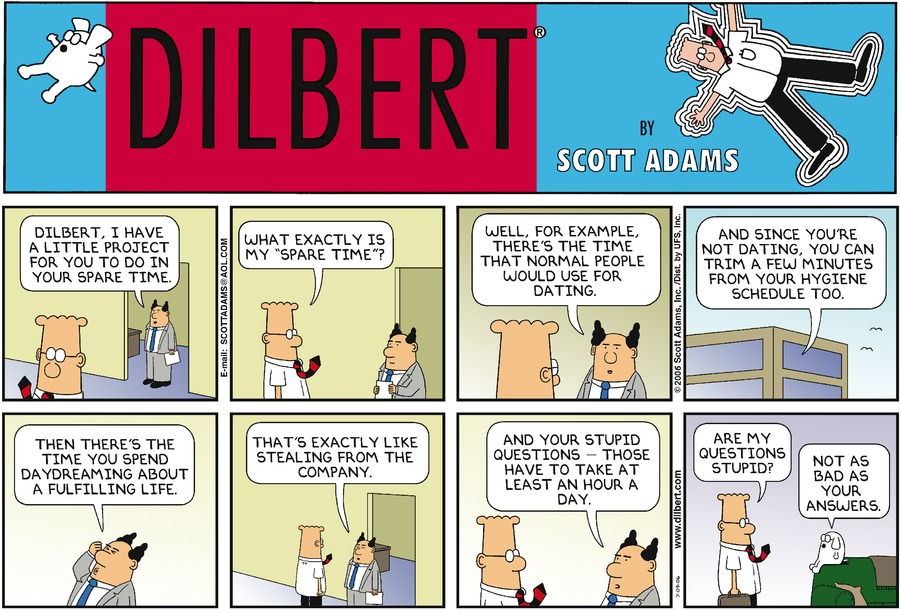 DILBERT®
BY
SCOTT ADAMS
DILBERT, I HAVE
A LITTLE PROJECT
FOR YOU TO DO IN
YOUR SPARE TIME.
E-mail: SCOTTADAMS@AOL.COM
WHAT EXACTLY IS
MY "SPARE TIME"?
WELL, FOR EXAMPLE,
THERE'S THE TIME
THAT NORMAL PEOPLE
WOULD USE FOR
DATING.
© 2006 Scott Adams, Inc./Dist. by UFS, Inc.
AND SINCE YOU'RE
NOT DATING, YOU CAN
TRIM A FEW MINUTES
FROM YOUR HYGIENE
SCHEDULE TOO.
THEN THERE'S THE
TIME YOU SPEND
DAYDREAMING ABOUT
A FULFILLING LIFE.
THAT'S EXACTLY LIKE
STEALING FROM THE
COMPANY.
AND YOUR STUPID
QUESTIONS — THOSE
HAVE TO TAKE AT
LEAST AN HOUR A
DAY.
www.dilbert.com
7-09-06
ARE MY
QUESTIONS
STUPID?
NOT AS
BAD AS
YOUR
ANSWERS.